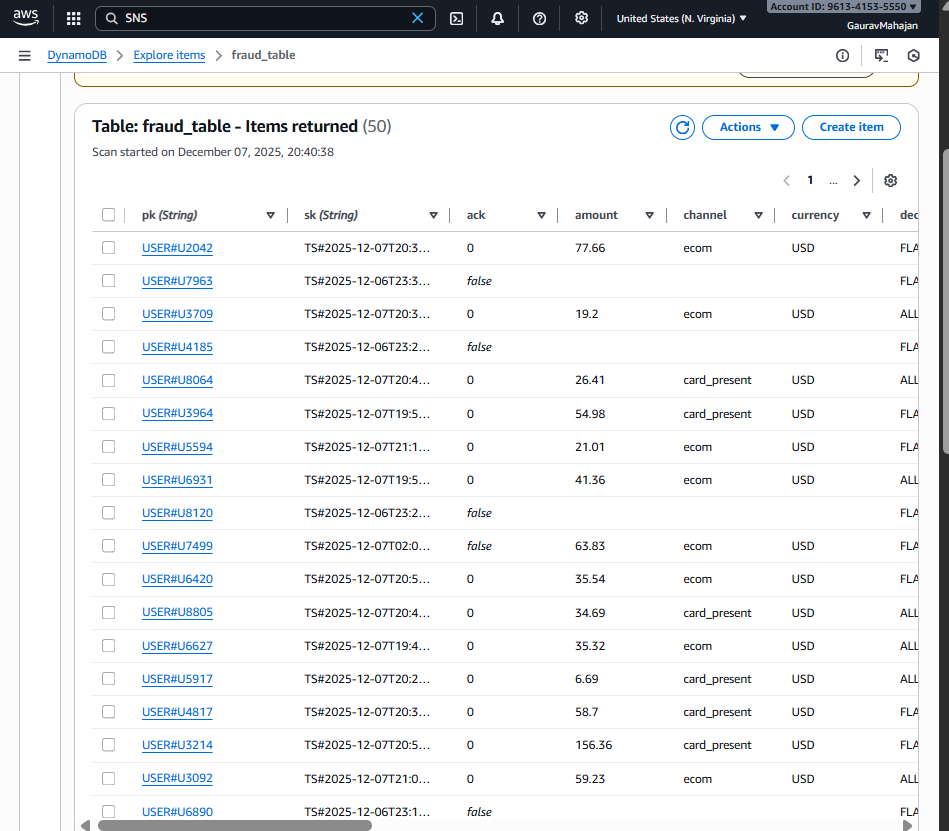 aws
SNS
United States (N. Virginia)
Account ID: 9613-4153-5550
GauravMahajan
DynamoDB > Explore items > fraud_table
Table: fraud_table - Items returned (50)
Actions
Create item
Scan started on December 07, 2025, 20:40:38
1 ...
pk (String) sk (String) ack amount channel currency dec
USER#U2042 TS#2025-12-07T20:3... 0 77.66 ecom USD FLA
USER#U7963 TS#2025-12-06T23:3... false FLA
USER#U3709 TS#2025-12-07T20:3... 0 19.2 ecom USD ALL
USER#U4185 TS#2025-12-06T23:2... false FLA
USER#U8064 TS#2025-12-07T20:4... 0 26.41 card_present USD ALL
USER#U3964 TS#2025-12-07T19:5... 0 54.98 card_present USD FLA
USER#U5594 TS#2025-12-07T21:1... 0 21.01 ecom USD FLA
USER#U6931 TS#2025-12-07T19:5... 0 41.36 ecom USD ALL
USER#U8120 TS#2025-12-06T23:2... false FLA
USER#U7499 TS#2025-12-07T02:0... false 63.83 ecom USD FLA
USER#U6420 TS#2025-12-07T20:5... 0 35.54 ecom USD FLA
USER#U8805 TS#2025-12-07T20:4... 0 34.69 card_present USD ALL
USER#U6627 TS#2025-12-07T19:4... 0 35.32 ecom USD ALL
USER#U5917 TS#2025-12-07T20:2... 0 6.69 card_present USD ALL
USER#U4817 TS#2025-12-07T20:3... 0 58.7 card_present USD FLA
USER#U3214 TS#2025-12-07T20:5... 0 156.36 card_present USD FLA
USER#U3092 TS#2025-12-07T21:0... 0 59.23 ecom USD ALL
USER#U6890 TS#2025-12-06T23:1... false FLA